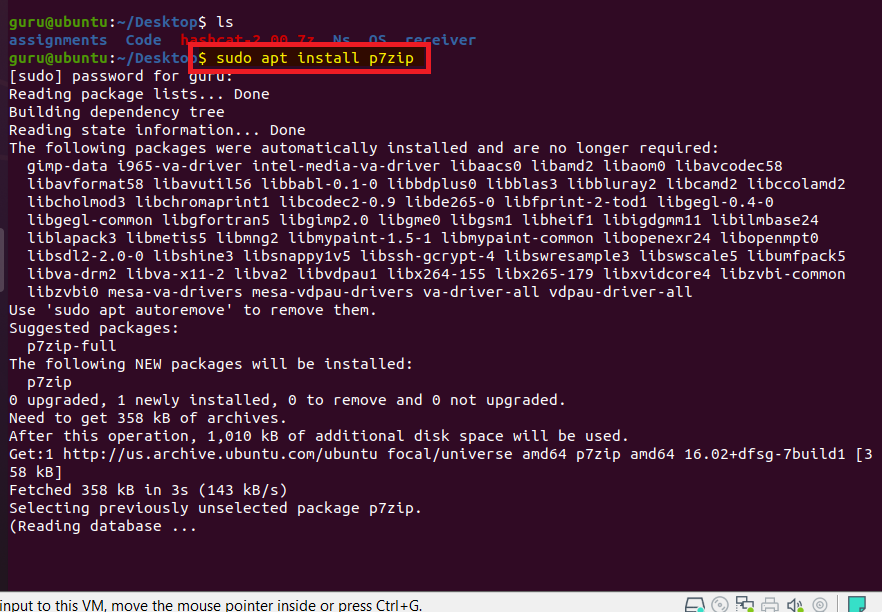 guru@ubuntu:~/Desktop$ ls
assignments  Code  hashcat-2.00.7z  Ns  OS  receiver
guru@ubuntu:~/Desktop$ sudo apt install p7zip
[sudo] password for guru:
Reading package lists... Done
Building dependency tree
Reading state information... Done
The following packages were automatically installed and are no longer required:
  gimp-data i965-va-driver intel-media-va-driver libaacs0 libamd2 libaom0 libavcodec58
  libavformat58 libavutil56 libbabl-0.1-0 libbdplus0 libblas3 libbluray2 libcamd2 libccolamd2
  libcholmod3 libchromaprint1 libcodec2-0.9 libde265-0 libfprint-2-tod1 libgegl-0.4-0
  libgegl-common libgfortran5 libgimp2.0 libgme0 libgsm1 libheif1 libigdgmm11 libilmbase24
  liblapack3 libmetis5 libmng2 libmypaint-1.5-1 libmypaint-common libopenexr24 libopenmpt0
  libsdl2-2.0-0 libshine3 libsnappy1v5 libssh-gcrypt-4 libswresample3 libswscale5 libumfpack5
  libva-drm2 libva-x11-2 libva2 libvdpau1 libx264-155 libx265-179 libxvidcore4 libzvbi-common
  libzvbi0 mesa-va-drivers mesa-vdpau-drivers va-driver-all vdpau-driver-all
Use 'sudo apt autoremove' to remove them.
Suggested packages:
  p7zip-full
The following NEW packages will be installed:
  p7zip
0 upgraded, 1 newly installed, 0 to remove and 0 not upgraded.
Need to get 358 kB of archives.
After this operation, 1,010 kB of additional disk space will be used.
Get:1 http://us.archive.ubuntu.com/ubuntu focal/universe amd64 p7zip amd64 16.02+dfsg-7build1 [3
58 kB]
Fetched 358 kB in 3s (143 kB/s)
Selecting previously unselected package p7zip.
(Reading database ...
input to this VM, move the mouse pointer inside or press Ctrl+G.